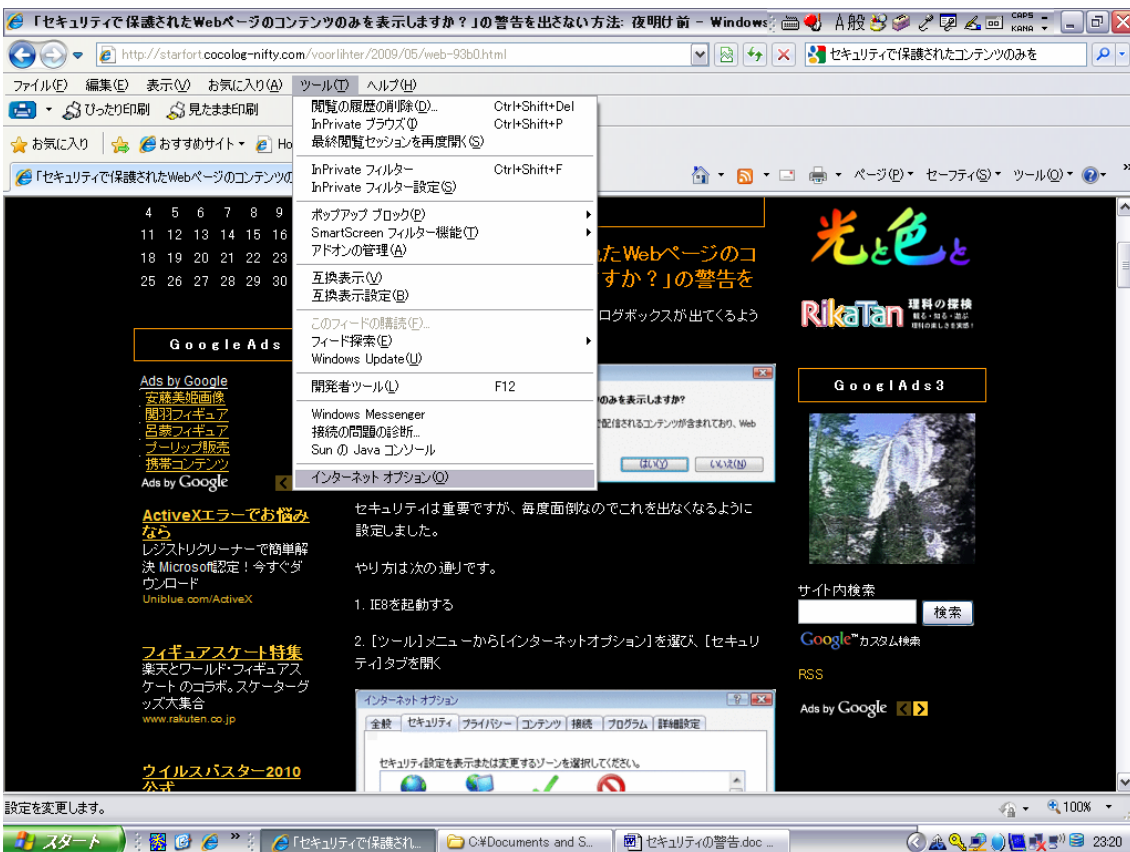 「セキュリティで保護されたWebページのコンテンツのみを表示しますか？」の警告を出さない方法: 夜明け前 - Windows
A般
CAPS
KANA
http://starfort.cocolog-nifty.com/voorlihter/2009/05/web-93b0.html
セキュリティで保護されたコンテンツのみを
ファイル(F) 編集(E) 表示(V) お気に入り(A) ツール(T) ヘルプ(H)
ぴったり印刷 見たまま印刷
お気に入り おすすめサイト Ho
「セキュリティで保護されたWebページのコンテンツの
ページ(P) セーフティ(S) ツール(O)
閲覧の履歴の削除(D)... Ctrl+Shift+Del
InPrivate ブラウズ(I) Ctrl+Shift+P
最終閲覧セッションを再度開く(S)
InPrivate フィルター Ctrl+Shift+F
InPrivate フィルター設定(S)
ポップアップ ブロック(P)
SmartScreen フィルター機能(T)
アドオンの管理(A)
互換表示(V)
互換表示設定(B)
このフィードの購読(F)...
フィード探索(E)
Windows Update(U)
開発者ツール(L) F12
Windows Messenger
接続の問題の診断...
Sun の Java コンソール
インターネット オプション(O)
4 5 6 7 8 9
11 12 13 14 15 16
18 19 20 21 22 23
25 26 27 28 29 30
GoogleAds
Ads by Google
安藤美姫画像
関羽フィギュア
呂蒙フィギュア
プーリップ販売
携帯コンテンツ
Ads by Google
ActiveXエラーでお悩み
なら
レジストリクリーナーで簡単解
決 Microsoft認定！今すぐダ
ウンロード
Uniblue.com/ActiveX
フィギュアスケート特集
楽天とワールド・フィギュアス
ケートのコラボ。スケーターグ
ッズ大集合
www.rakuten.co.jp
ウイルスバスター2010
公式
たWebページのコ
すか？」の警告を
ログボックスが出てくるよう
のみを表示しますか?
で配信されるコンテンツが含まれており、Web
はい(Y) いいえ(N)
セキュリティは重要ですが、毎度面倒なのでこれを出なくなるように
設定しました。
やり方は次の通りです。
1. IE8を起動する
2. [ツール]メニューから[インターネットオプション]を選び、[セキュリ
ティ]タブを開く
インターネット オプション
全般 セキュリティ プライバシー コンテンツ 接続 プログラム 詳細設定
セキュリティ設定を表示または変更するゾーンを選択してください。
光と色と
RikaTan 理科の探検
観る・知る・遊ぶ
理科の楽しさを実感!
GooglAds3
サイト内検索
検索
Google™カスタム検索
RSS
Ads by Google
設定を変更します。
100%
スタート
「セキュリティで保護され...
C:¥Documents and S...
セキュリティの警告.doc ...
23:20